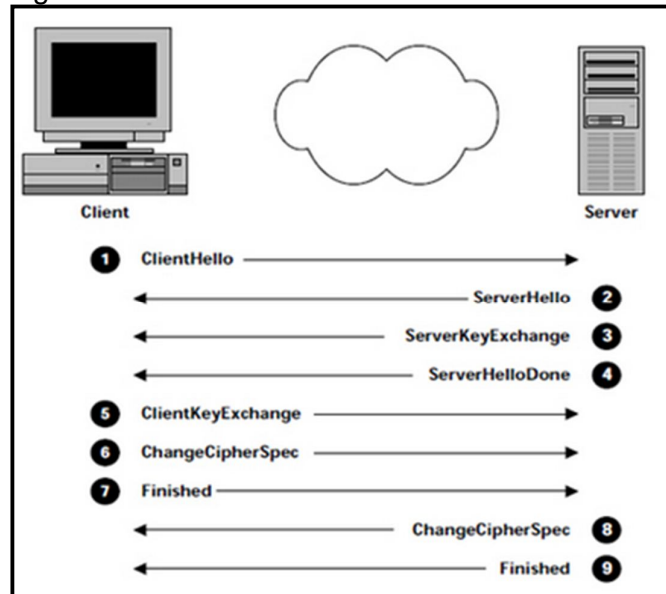 Client
Server
1 ClientHello
ServerHello 2
ServerKeyExchange 3
ServerHelloDone 4
5 ClientKeyExchange
6 ChangeCipherSpec
7 Finished
ChangeCipherSpec 8
Finished 9